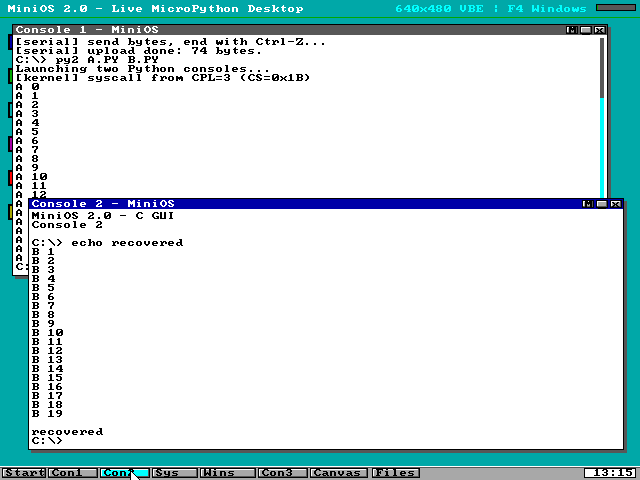 MiniOS 2.0 - Live MicroPython Desktop
640x480 VBE ¦ F4 Windows
Console 1 - MiniOS
M
x
[serial] send bytes, end with Ctrl-Z...
[serial] upload done: 74 bytes.
C:\> py2 A.PY B.PY
Launching two Python consoles...
[kernel] syscall from CPL=3 (CS=0x1B)
A 0
A 1
A 2
A 3
A 4
A 5
A 6
A 7
A 8
A 9
A 10
A 11
A 12
A
A
A
A
A
A
A
C:
Console 2 - MiniOS
M
x
MiniOS 2.0 - C GUI
Console 2
C:\> echo recovered
B 1
B 2
B 3
B 4
B 5
B 6
B 7
B 8
B 9
B 10
B 11
B 12
B 13
B 14
B 15
B 16
B 17
B 18
B 19
recovered
C:\>
Start
Con1
Con2
Sys
Wins
Con3
Canvas
Files
13:15